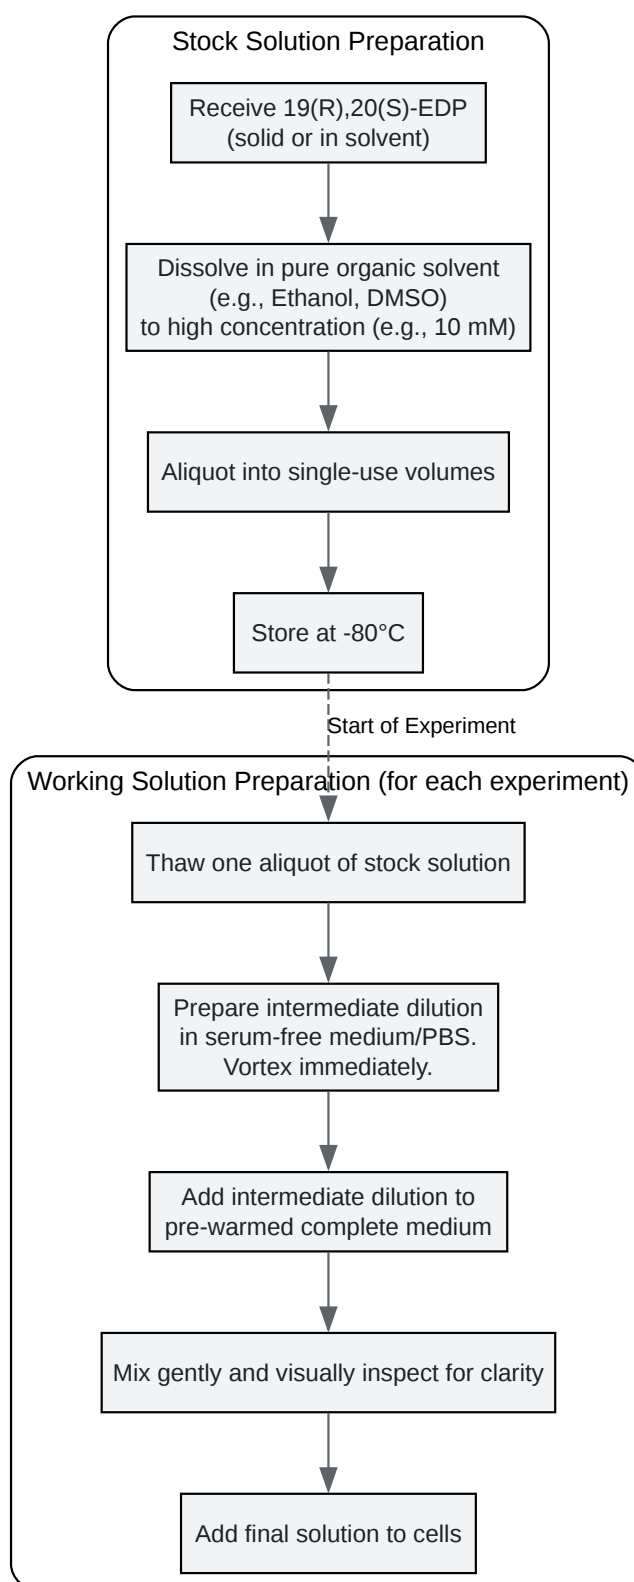 Stock Solution Preparation
Receive 19(R),20(S)-EDP
(solid or in solvent)
Dissolve in pure organic solvent
(e.g., Ethanol, DMSO)
to high concentration (e.g., 10 mM)
Aliquot into single-use volumes
Store at -80°C
Start of Experiment
Working Solution Preparation (for each experiment)
Thaw one aliquot of stock solution
Prepare intermediate dilution
in serum-free medium/PBS.
Vortex immediately.
Add intermediate dilution to
pre-warmed complete medium
Mix gently and visually inspect for clarity
Add final solution to cells